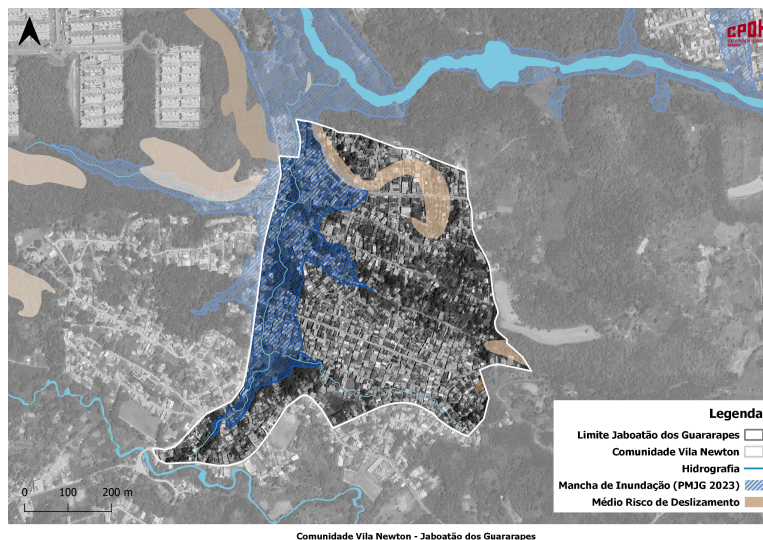 CPOH
Legenda
Limite Jaboatão dos Guararapes
Comunidade Vila Newton
Hidrografia
Mancha de Inundação (PMJG 2023)
Médio Risco de Deslizamento
0 100 200 m
Comunidade Vila Newton - Jaboatão dos Guararapes